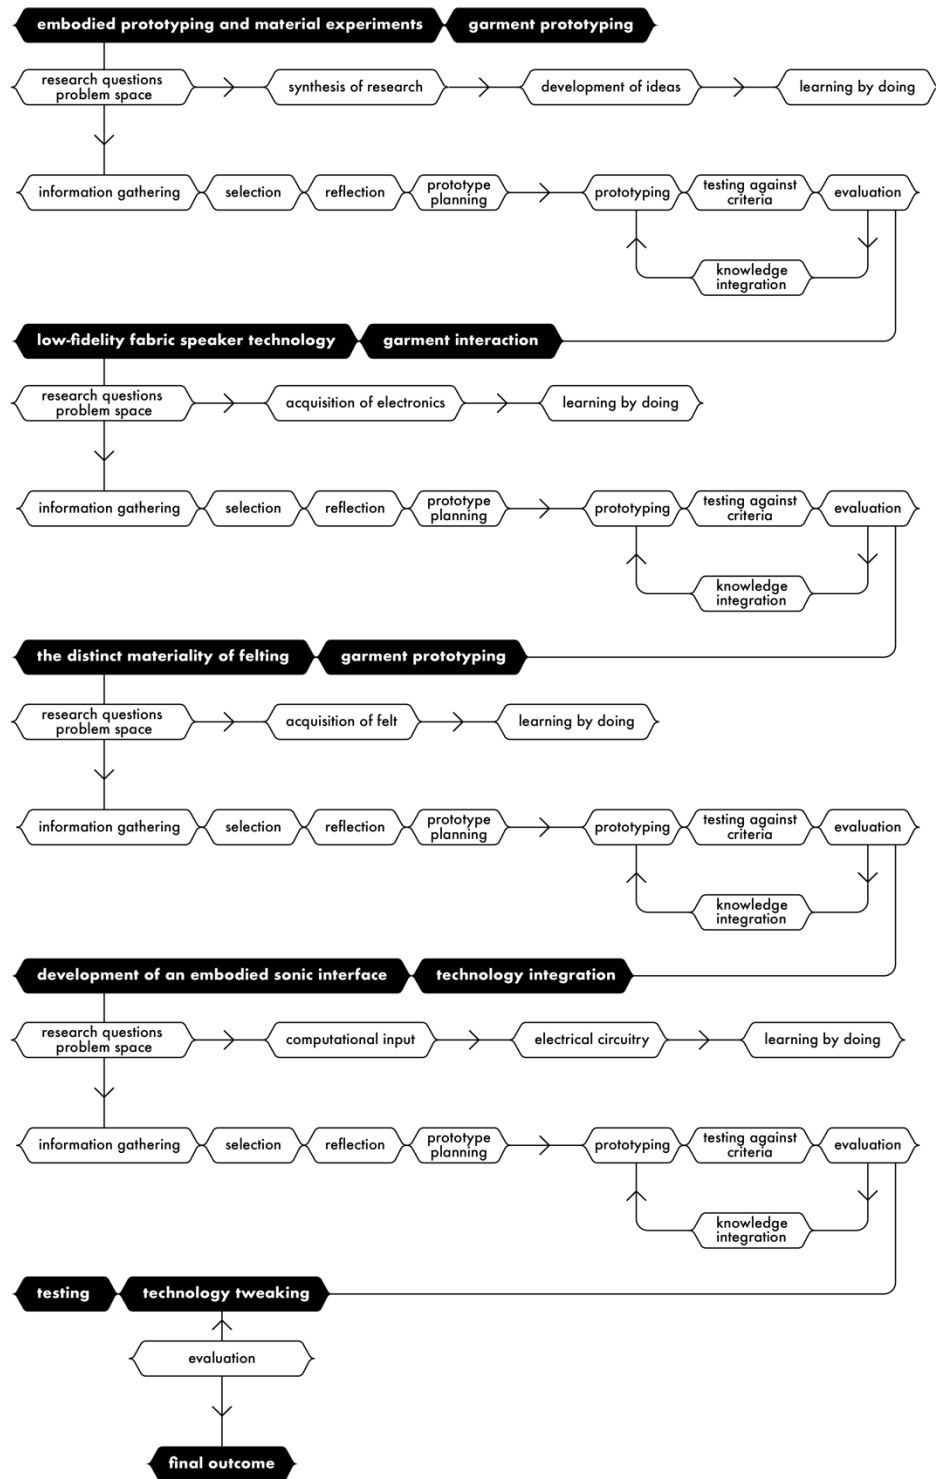 embodied prototyping and material experiments
garment prototyping
research questions
problem space
synthesis of research
development of ideas
learning by doing
information gathering
selection
reflection
prototype
planning
prototyping
testing against
criteria
evaluation
knowledge
integration
low-fidelity fabric speaker technology
garment interaction
research questions
problem space
acquisition of electronics
learning by doing
information gathering
selection
reflection
prototype
planning
prototyping
testing against
criteria
evaluation
knowledge
integration
the distinct materiality of felting
garment prototyping
research questions
problem space
acquisition of felt
learning by doing
information gathering
selection
reflection
prototype
planning
prototyping
testing against
criteria
evaluation
knowledge
integration
development of an embodied sonic interface
technology integration
research questions
problem space
computational input
electrical circuitry
learning by doing
information gathering
selection
reflection
prototype
planning
prototyping
testing against
criteria
evaluation
knowledge
integration
testing
technology tweaking
evaluation
final outcome